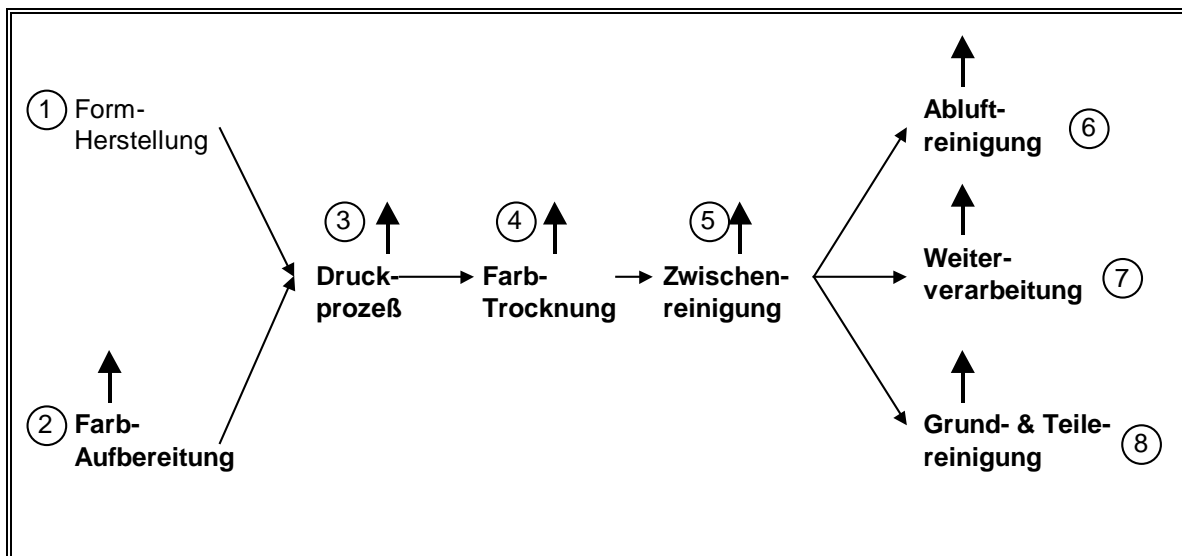 1 Form-
Herstellung
2 Farb-
Aufbereitung
3
Druck-
prozeß
4
Farb-
Trocknung
5
Zwischen-
reinigung
Abluft-
reinigung 6
Weiter-
verarbeitung 7
Grund- & Teile-
reinigung 8